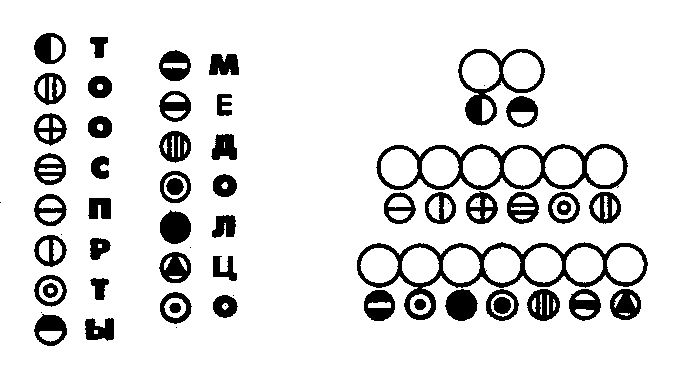 Т
О
О
С
П
Р
Т
Ы
М
Е
Д
О
Л
Ц
О